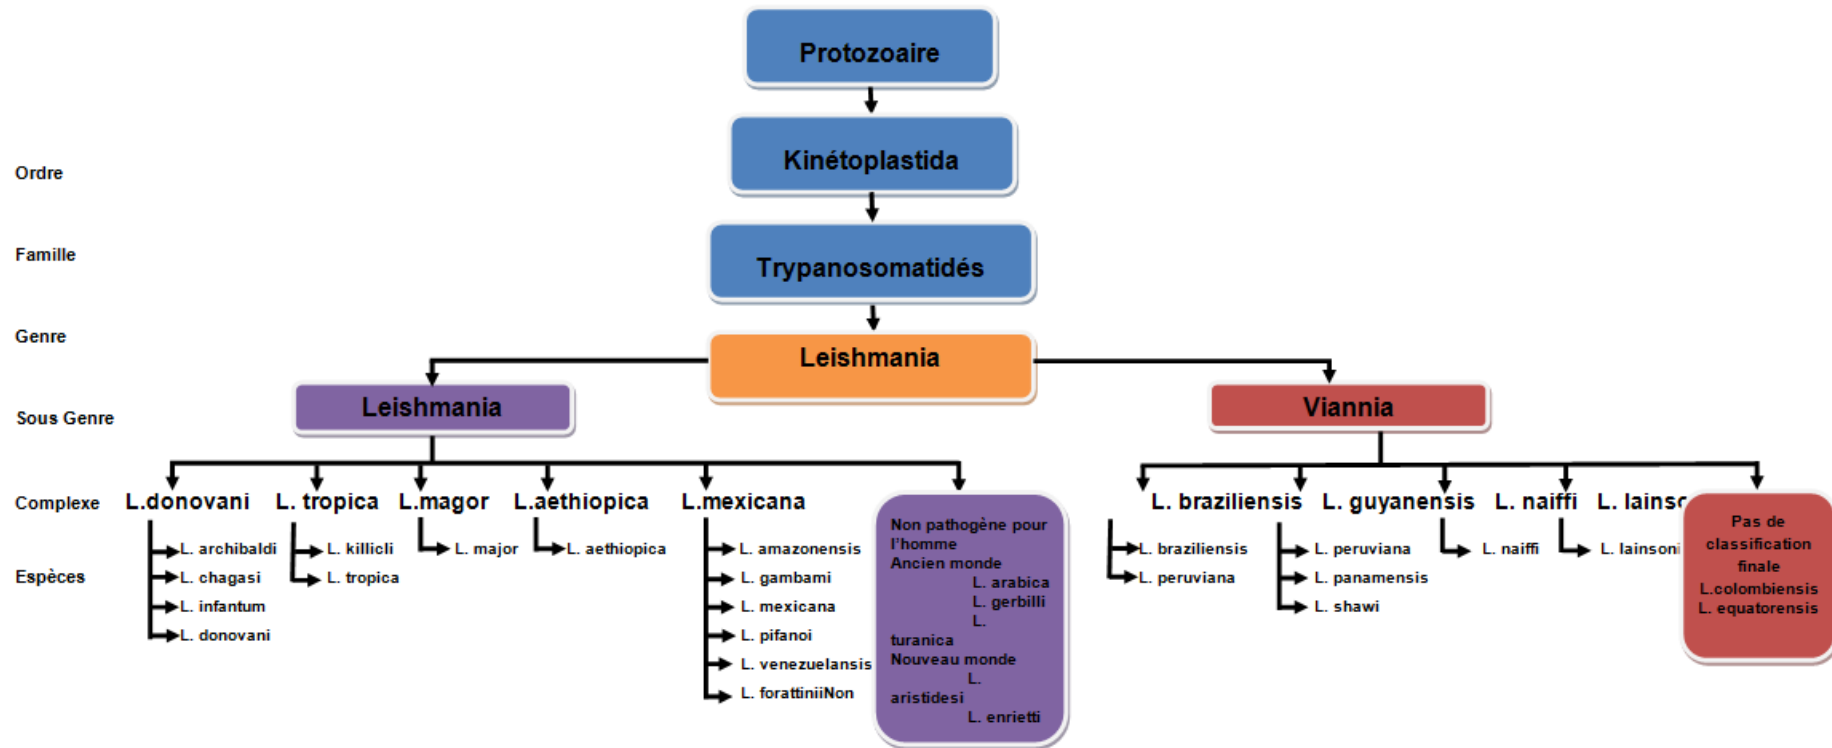 Protozoaire
Kinétoplastida
Ordre
Famille
Trypanosomatidés
Genre
Leishmania
Sous Genre
Leishmania
Viannia
Complexe
L.donovani
L. tropica
L.magor
L.aethiopica
L.mexicana
L. braziliensis
L. guyanensis
L. naiffi
L. lainso
Espèces
L. archibaldi
L. chagasi
L. infantum
L. donovani
L. killicli
L. tropica
L. major
L. aethiopica
L. amazonensis
L. gambami
L. mexicana
L. pifanoi
L. venezuelansis
L. forattiniiNon
Non pathogène pour
l'homme
Ancien monde
L. arabica
L. gerbilli
L.
turanica
Nouveau monde
L.
aristidesi
L. enrietti
L. braziliensis
L. peruviana
L. peruviana
L. panamensis
L. shawi
L. naiffi
L. lainsoni
Pas de
classification
finale
L.colombiensis
L. equatorensis